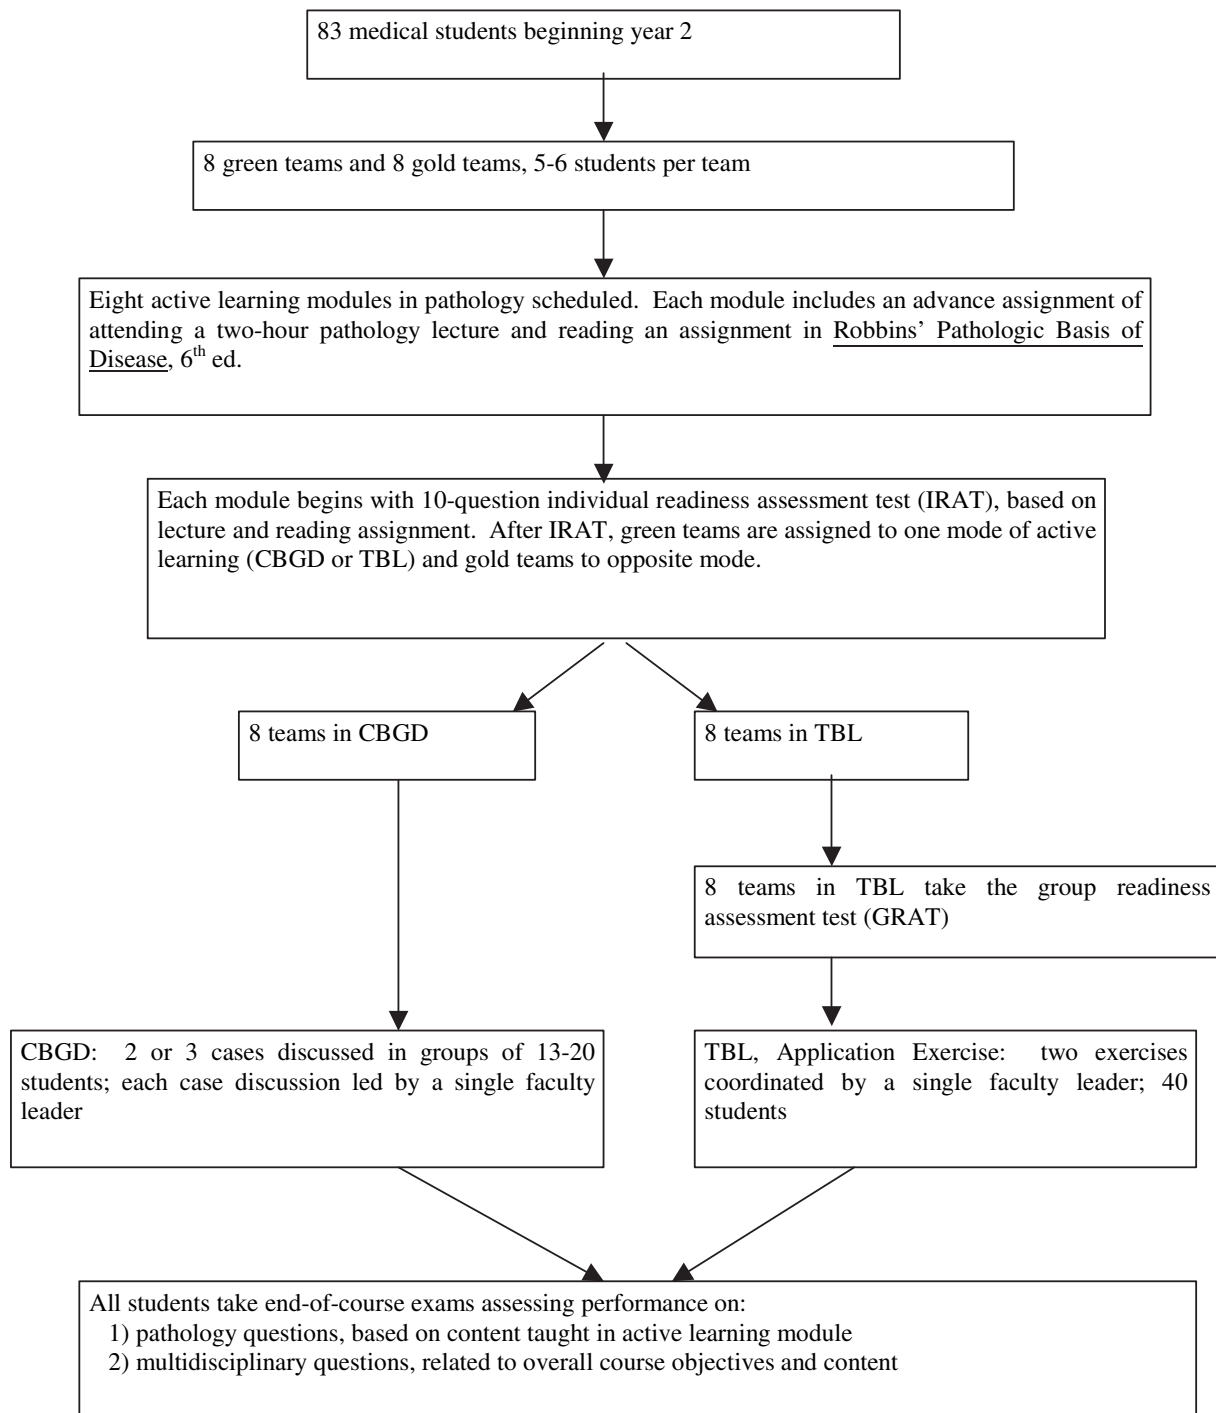 83 medical students beginning year 2
8 green teams and 8 gold teams, 5-6 students per team
Eight active learning modules in pathology scheduled. Each module includes an advance assignment of
attending a two-hour pathology lecture and reading an assignment in Robbins’ Pathologic Basis of
Disease, 6th ed.
Each module begins with 10-question individual readiness assessment test (IRAT), based on
lecture and reading assignment. After IRAT, green teams are assigned to one mode of active
learning (CBGD or TBL) and gold teams to opposite mode.
8 teams in CBGD
8 teams in TBL
8 teams in TBL take the group readiness
assessment test (GRAT)
CBGD: 2 or 3 cases discussed in groups of 13-20
students; each case discussion led by a single faculty
leader
TBL, Application Exercise: two exercises
coordinated by a single faculty leader; 40
students
All students take end-of-course exams assessing performance on:
1) pathology questions, based on content taught in active learning module
2) multidisciplinary questions, related to overall course objectives and content